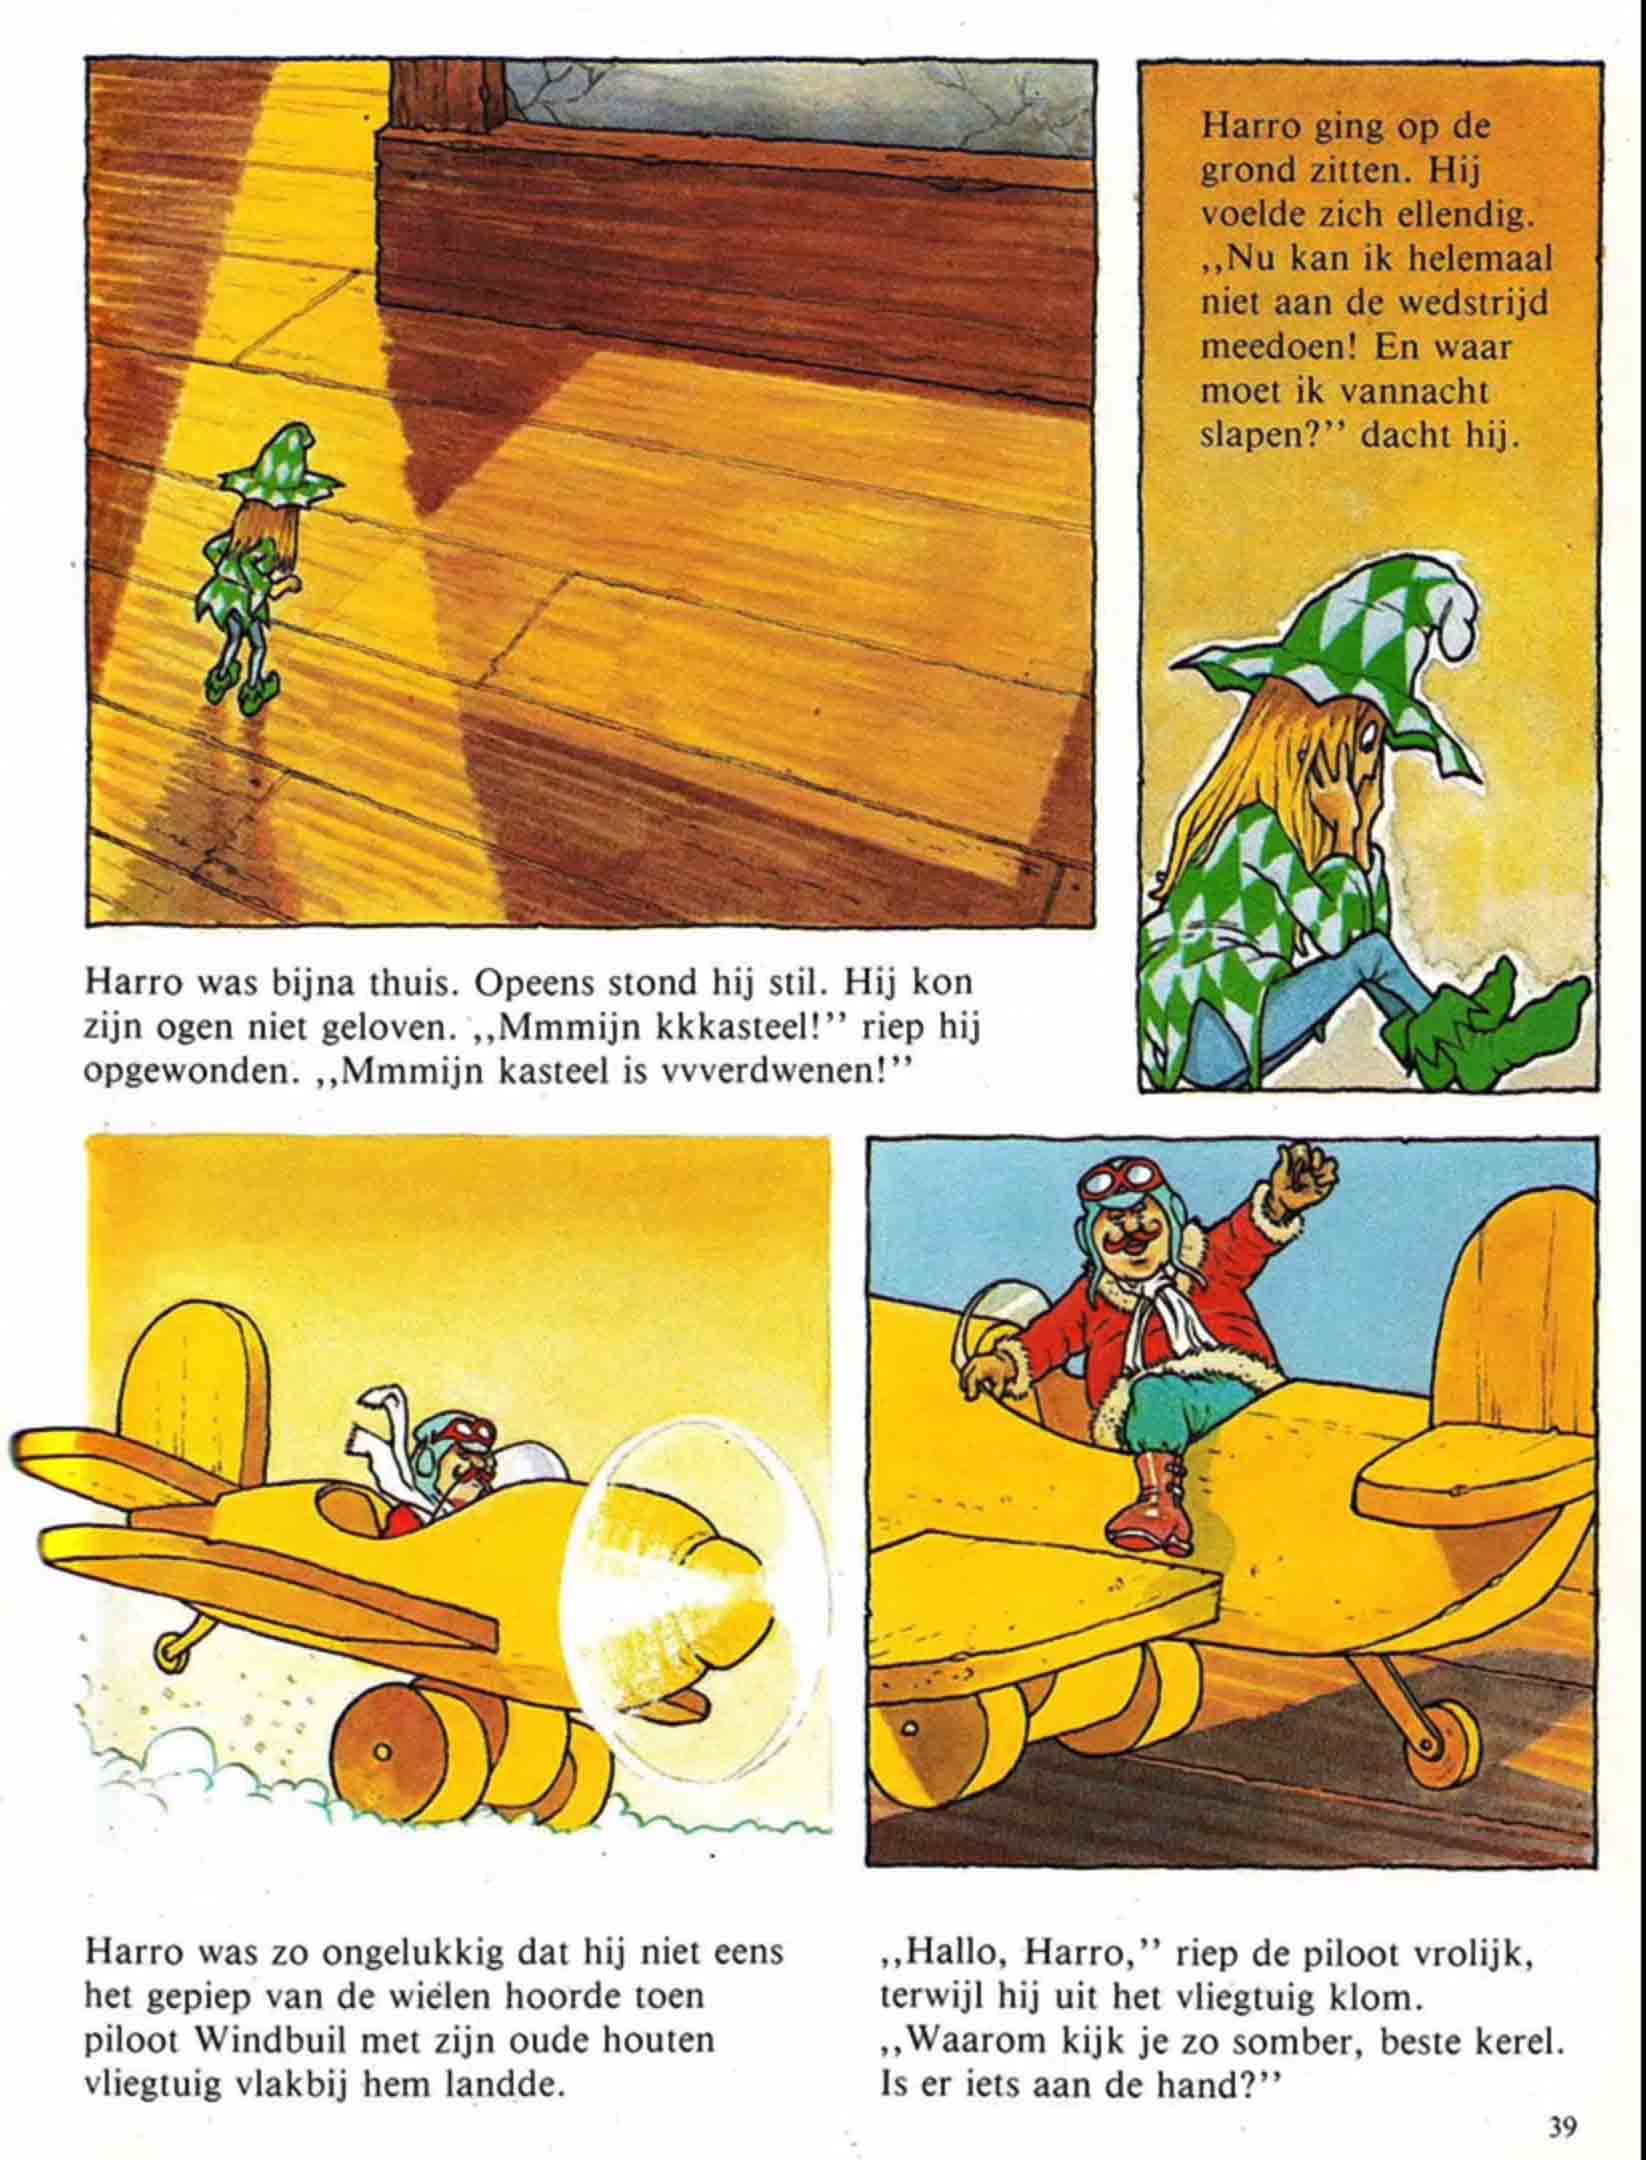 Harro was bijna thuis. Opeens stond hij stil. Hij kon
zijn ogen niet geloven. ,,Mmmijn kkkasteel!’’ riep hij
opgewonden. ,,Mmmijn kasteel is vvverdwenen!’’
Harro ging op de
grond zitten. Hij
voelde zich ellendig.
,,Nu kan ik helemaal
niet aan de wedstrijd
meedoen! En waar
moet ik vannacht
slapen?’’ dacht hij.
Harro was zo ongelukkig dat hij niet eens
het gepiep van de wielen hoorde toen
piloot Windbuil met zijn oude houten
vliegtuig vlakbij hem landde.
,,Hallo, Harro,’’ riep de piloot vrolijk,
terwijl hij uit het vliegtuig klom.
,,Waarom kijk je zo somber, beste kerel.
Is er iets aan de hand?’’
39